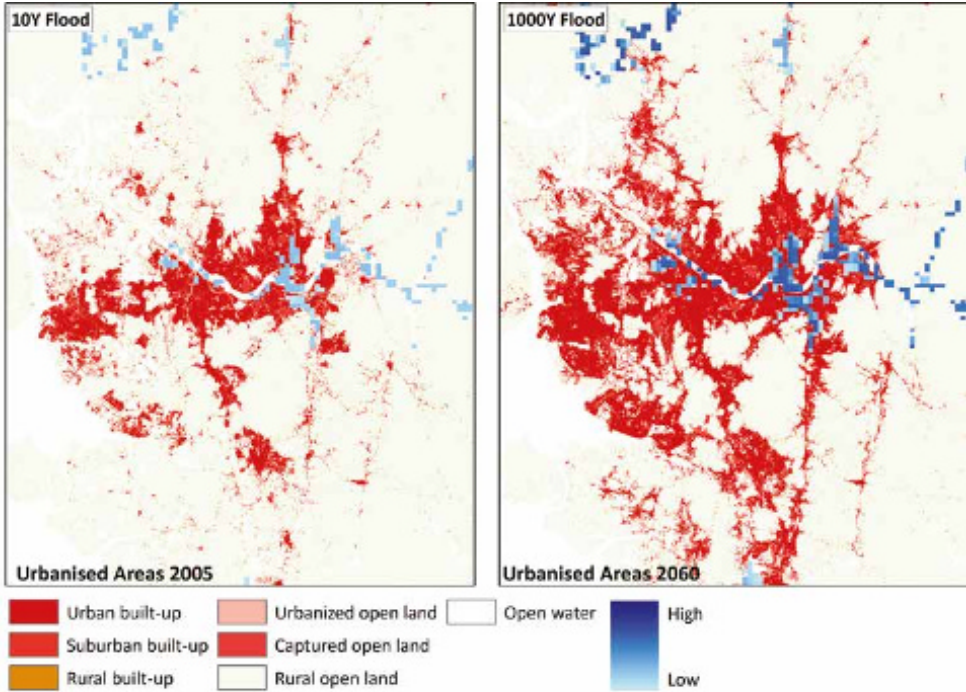 10Y Flood
1000Y Flood
Urbanised Areas 2005
Urbanised Areas 2060
Urban built-up
Urbanized open land
Open water
High
Suburban built-up
Captured open land
Rural built-up
Rural open land
Low